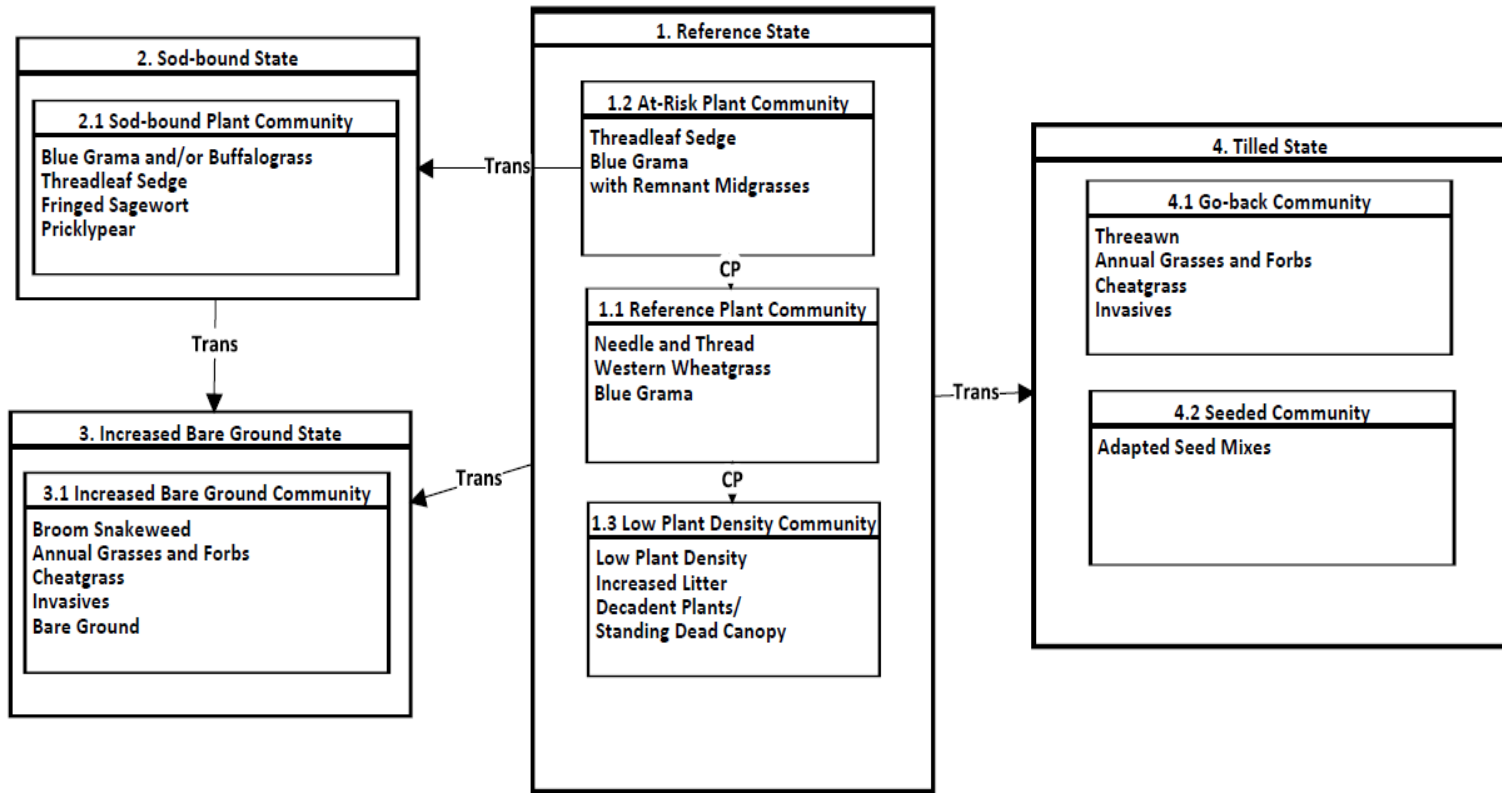 2. Sod-bound State
2.1 Sod-bound Plant Community
Blue Grama and/or Buffalograss
Threadleaf Sedge
Fringed Sagewort
Pricklypear
Trans
3. Increased Bare Ground State
3.1 Increased Bare Ground Community
Broom Snakeweed
Annual Grasses and Forbs
Cheatgrass
Invasives
Bare Ground
Trans
Trans
1. Reference State
1.2 At-Risk Plant Community
Threadleaf Sedge
Blue Grama
with Remnant Midgrasses
CP
1.1 Reference Plant Community
Needle and Thread
Western Wheatgrass
Blue Grama
CP
1.3 Low Plant Density Community
Low Plant Density
Increased Litter
Decadent Plants/
Standing Dead Canopy
Trans
4. Tilled State
4.1 Go-back Community
Threeawn
Annual Grasses and Forbs
Cheatgrass
Invasives
4.2 Seeded Community
Adapted Seed Mixes